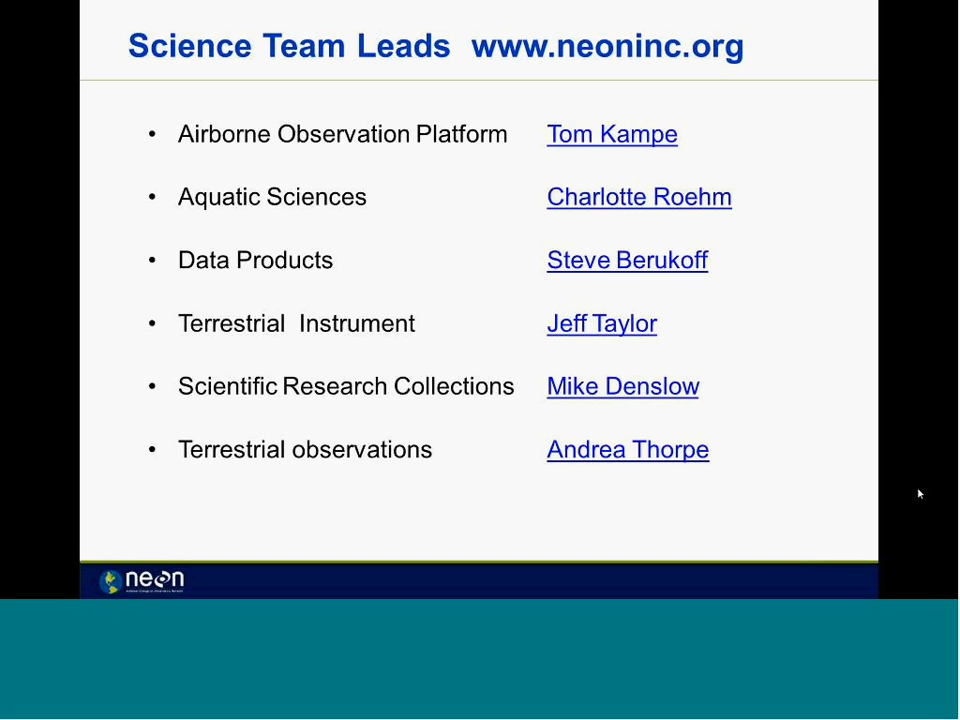 Science Team Leads www.neoninc.org
• Airborne Observation Platform Tom Kampe
• Aquatic Sciences Charlotte Roehm
• Data Products Steve Berukoff
• Terrestrial Instrument Jeff Taylor
• Scientific Research Collections Mike Denslow
• Terrestrial observations Andrea Thorpe
neon